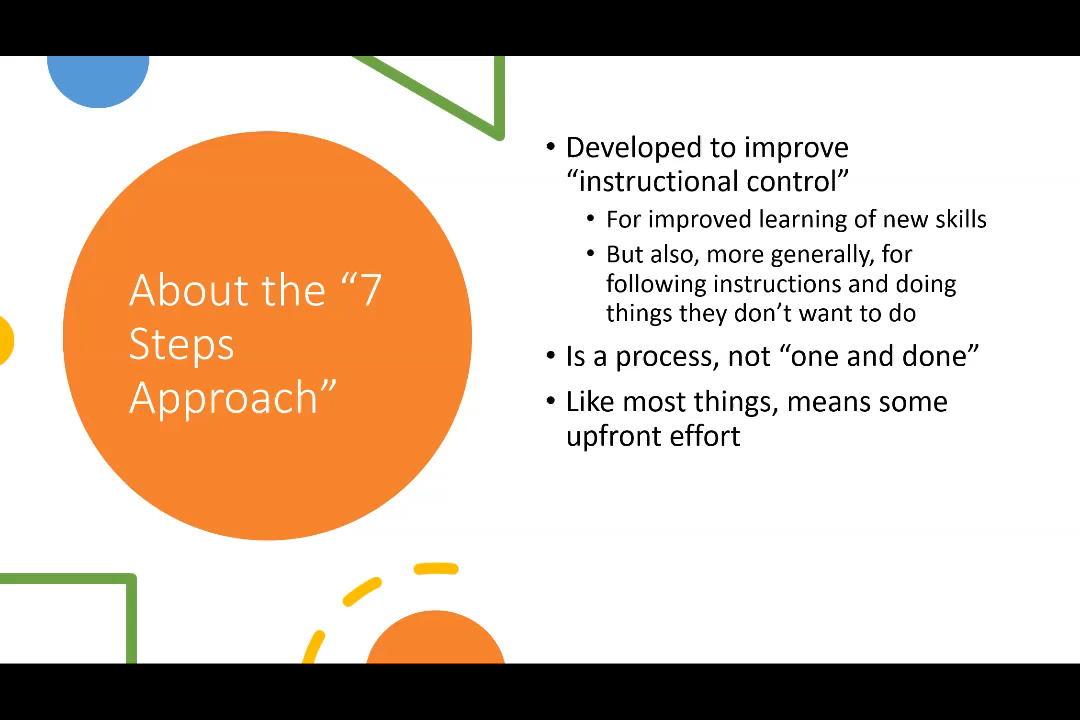 About the “7
Steps
Approach”
• Developed to improve
“instructional control”
• For improved learning of new skills
• But also, more generally, for
following instructions and doing
things they don’t want to do
• Is a process, not “one and done”
• Like most things, means some
upfront effort